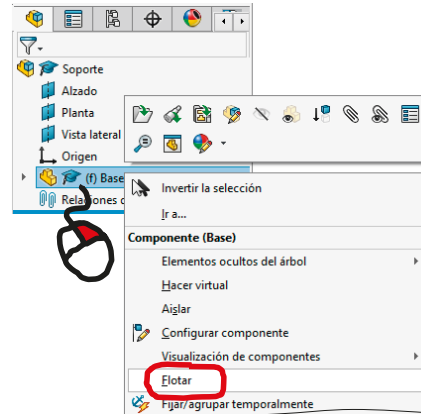 Soporte
Alzado
Planta
Vista lateral
Origen
(f) Base
Relaciones d
Invertir la selección
Ir a...
Componente (Base)
Elementos ocultos del árbol
Hacer virtual
Aislar
Configurar componente
Visualización de componentes
Flotar
Fijar/agrupar temporalmente